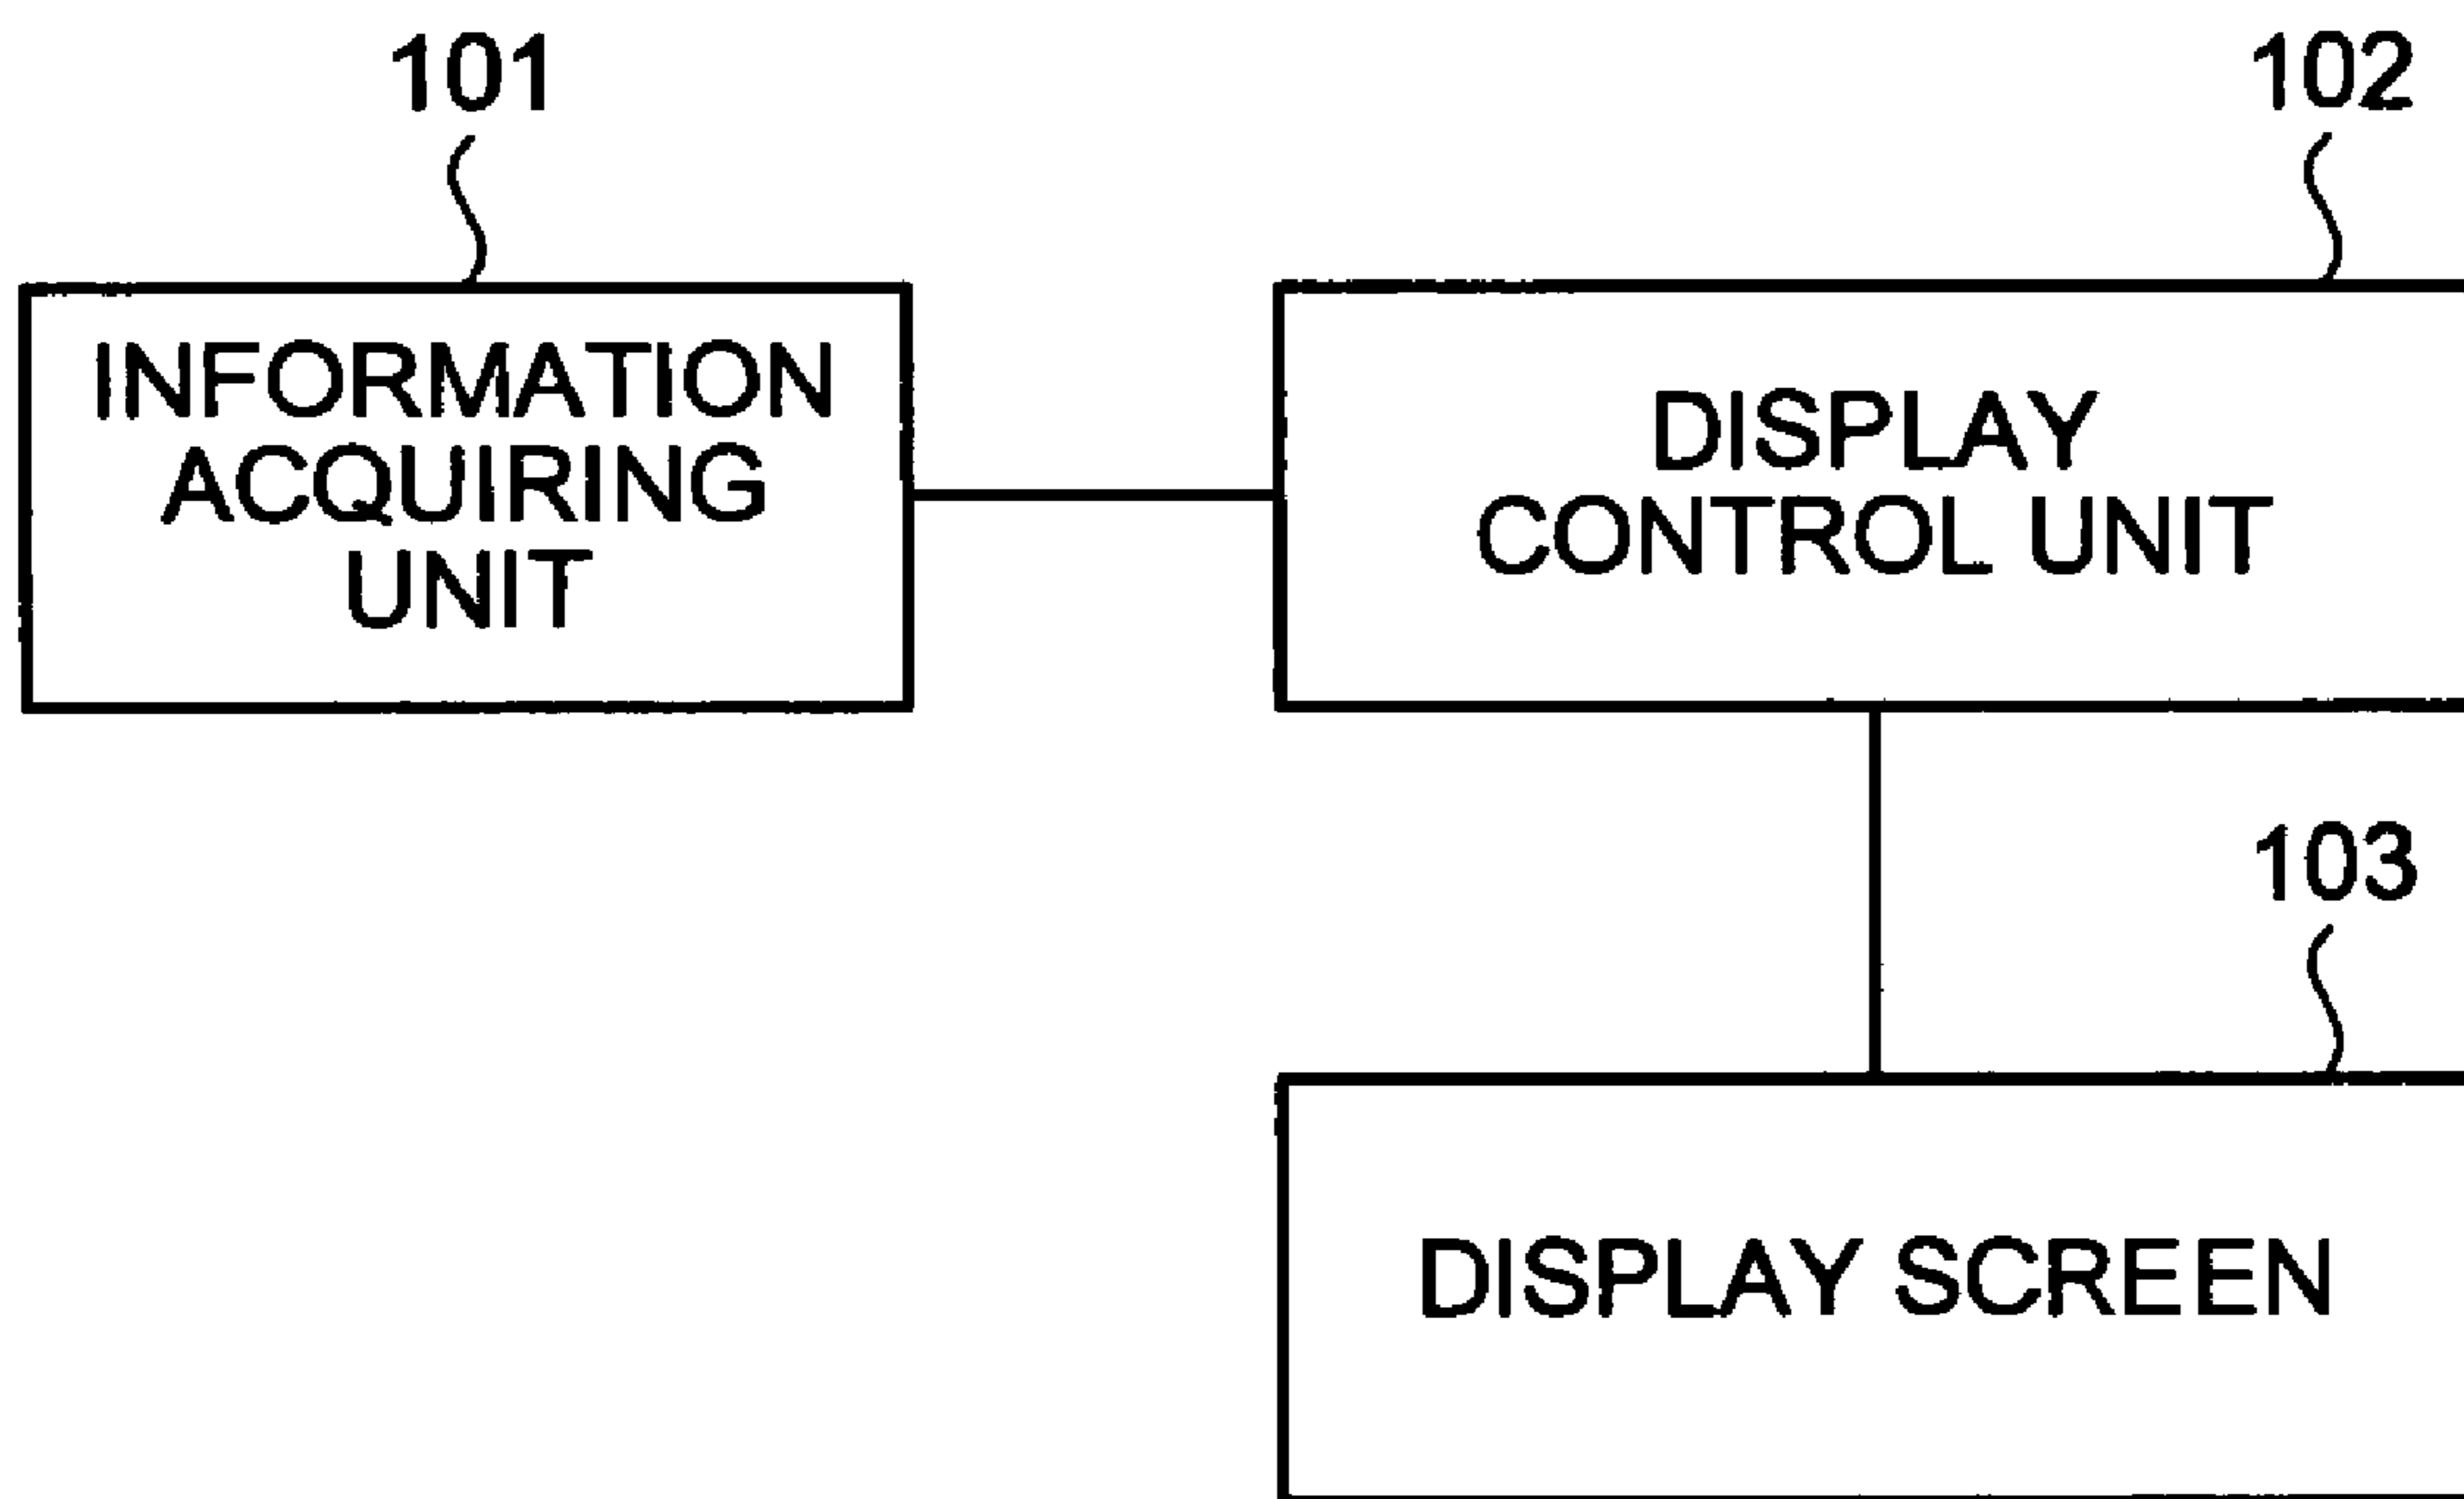 101
102
INFORMATION
ACQUIRING
UNIT
DISPLAY
CONTROL UNIT
103
DISPLAY SCREEN